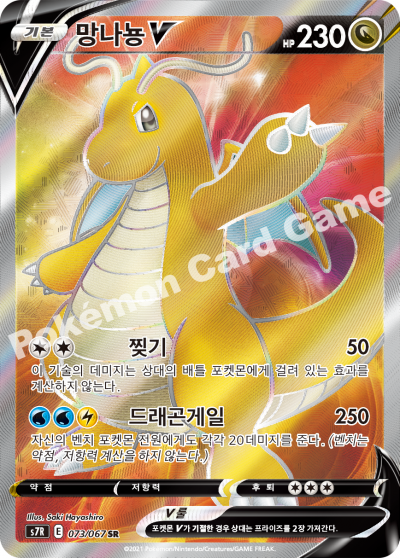 기본 망나뇽V HP 230
찢기 50
이 기술의 데미지는 상대의 배틀 포켓몬에게 걸려 있는 효과를
계산하지 않는다.
드래곤게일 250
자신의 벤치 포켓몬 전원에게도 각각 20데미지를 준다. (벤치는
약점, 저항력 계산을 하지 않는다.)
약점 저항력 후퇴
Illus. Saki Hayashiro
V룰
s7R E 073/067 SR
포켓몬 V가 기절한 경우 상대는 프라이즈를 2장 가져간다.
©2021 Pokémon/Nintendo/Creatures/GAME FREAK.
Pokémon Card Game